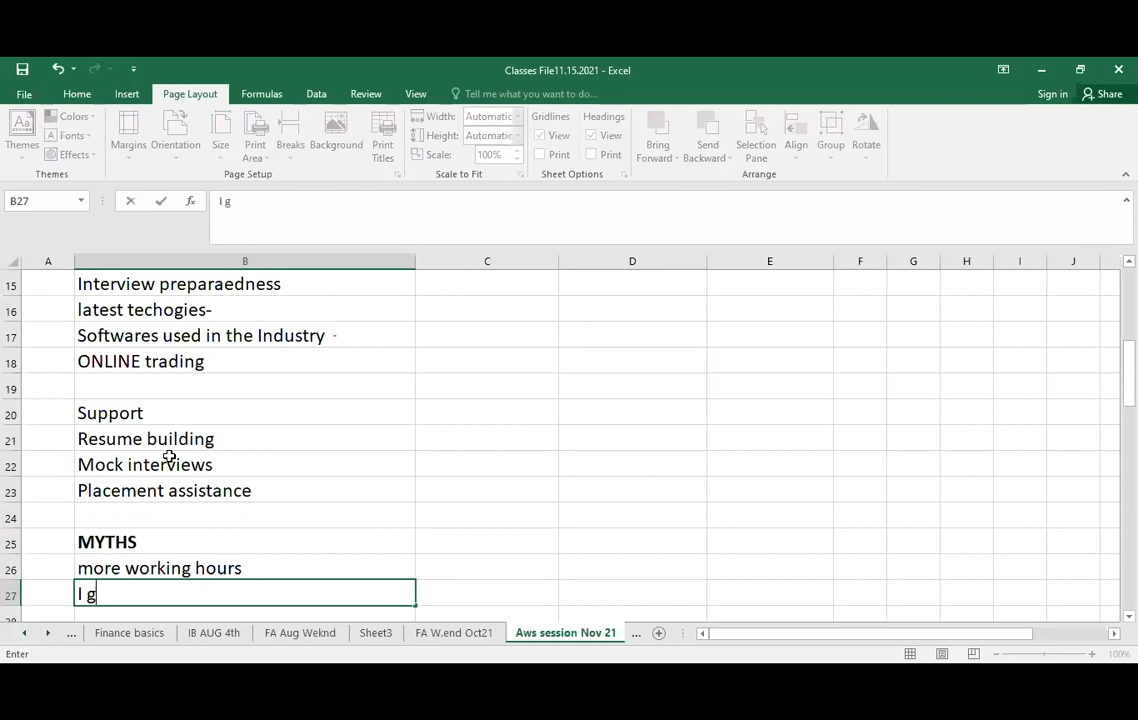 Classes File11.15.2021 - Excel
File Home Insert Page Layout Formulas Data Review View Tell me what you want to do... Sign in Share
Themes Colors Fonts Effects Margins Orientation Size Print Area Breaks Background Print Titles Width: Automatic Height: Automatic Scale: 100% Gridlines View Print Headings View Print Bring Forward Send Backward Selection Pane Align Group Rotate
Themes Page Setup Scale to Fit Sheet Options Arrange
B27 fx I g
A B C D E F G H I J
15 Interview preparaedness
16 latest techogies-
17 Softwares used in the Industry -
18 ONLINE trading
19
20 Support
21 Resume building
22 Mock interviews
23 Placement assistance
24
25 MYTHS
26 more working hours
27 I g
... Finance basics IB AUG 4th FA Aug Weknd Sheet3 FA W.end Oct21 Aws session Nov 21 ...
Enter 100%